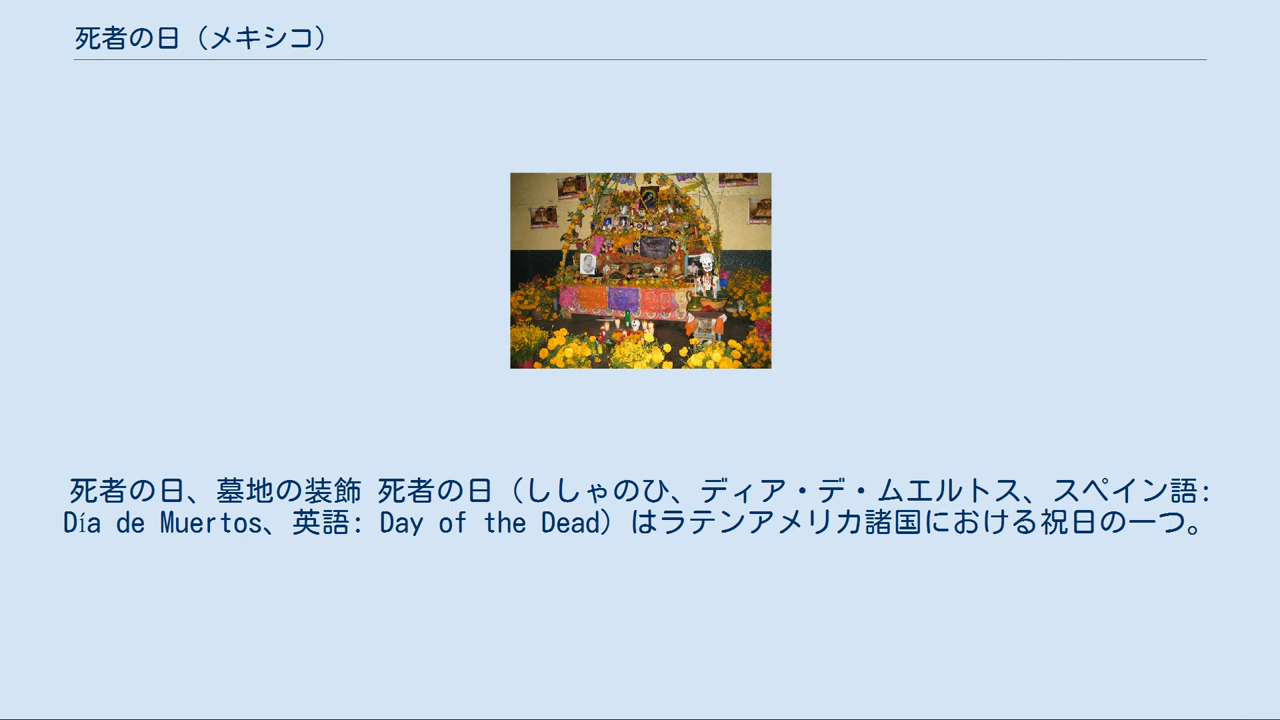 死者の日（メキシコ）
死者の日、墓地の装飾 死者の日（ししゃのひ、ディア・デ・ムエルトス、スペイン語:
Día de Muertos、英語: Day of the Dead）はラテンアメリカ諸国における祝日の一つ。